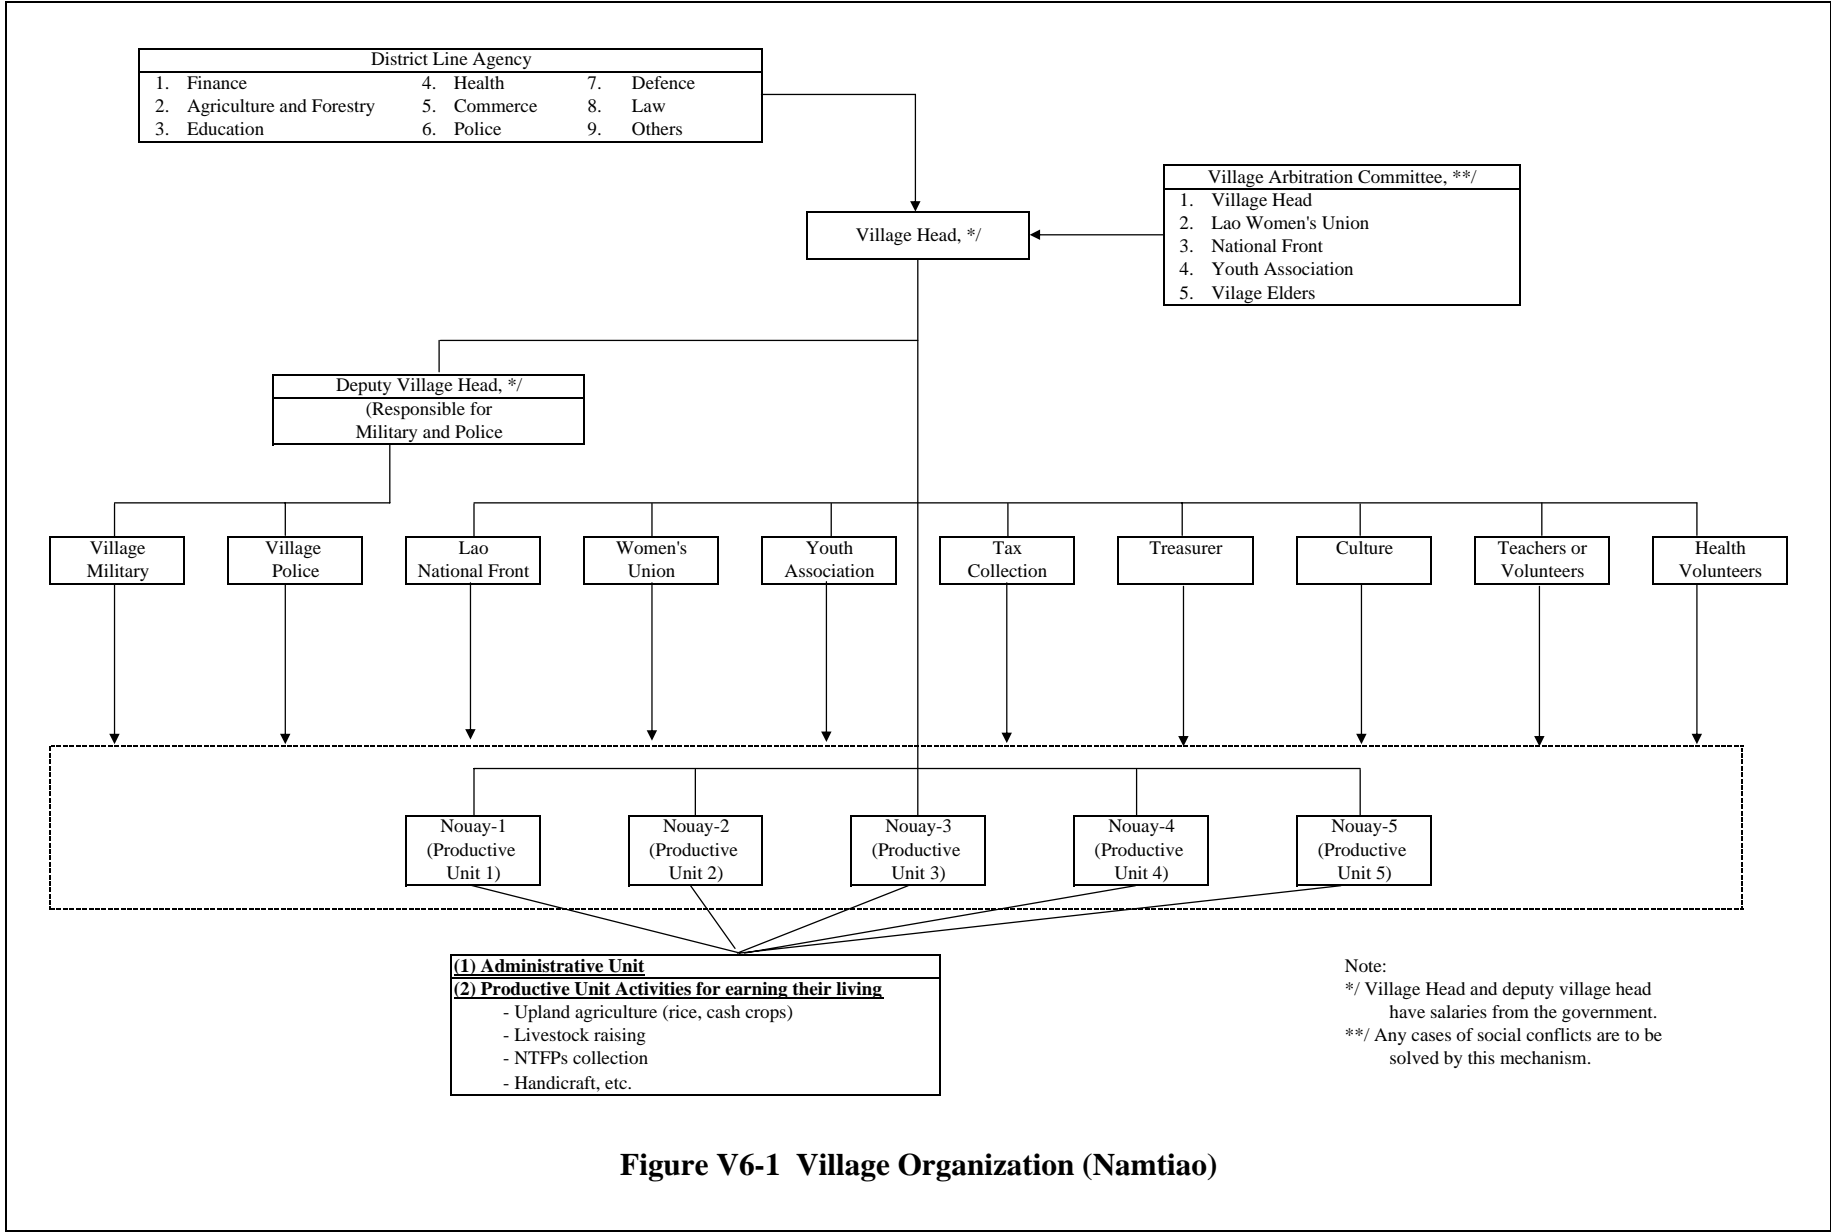 District Line Agency
1. Finance 4. Health 7. Defence
2. Agriculture and Forestry 5. Commerce 8. Law
3. Education 6. Police 9. Others
Village Arbitration Committee, **/
1. Village Head
2. Lao Women's Union
3. National Front
4. Youth Association
5. Vilage Elders
Village Head, */
Deputy Village Head, */
(Responsible for
Military and Police
Village
Military
Village
Police
Lao
National Front
Women's
Union
Youth
Association
Tax
Collection
Treasurer
Culture
Teachers or
Volunteers
Health
Volunteers
Nouay-1
(Productive
Unit 1)
Nouay-2
(Productive
Unit 2)
Nouay-3
(Productive
Unit 3)
Nouay-4
(Productive
Unit 4)
Nouay-5
(Productive
Unit 5)
(1) Administrative Unit
(2) Productive Unit Activities for earning their living
- Upland agriculture (rice, cash crops)
- Livestock raising
- NTFPs collection
- Handicraft, etc.
Note:
*/ Village Head and deputy village head
have salaries from the government.
**/ Any cases of social conflicts are to be
solved by this mechanism.
Figure V6-1 Village Organization (Namtiao)